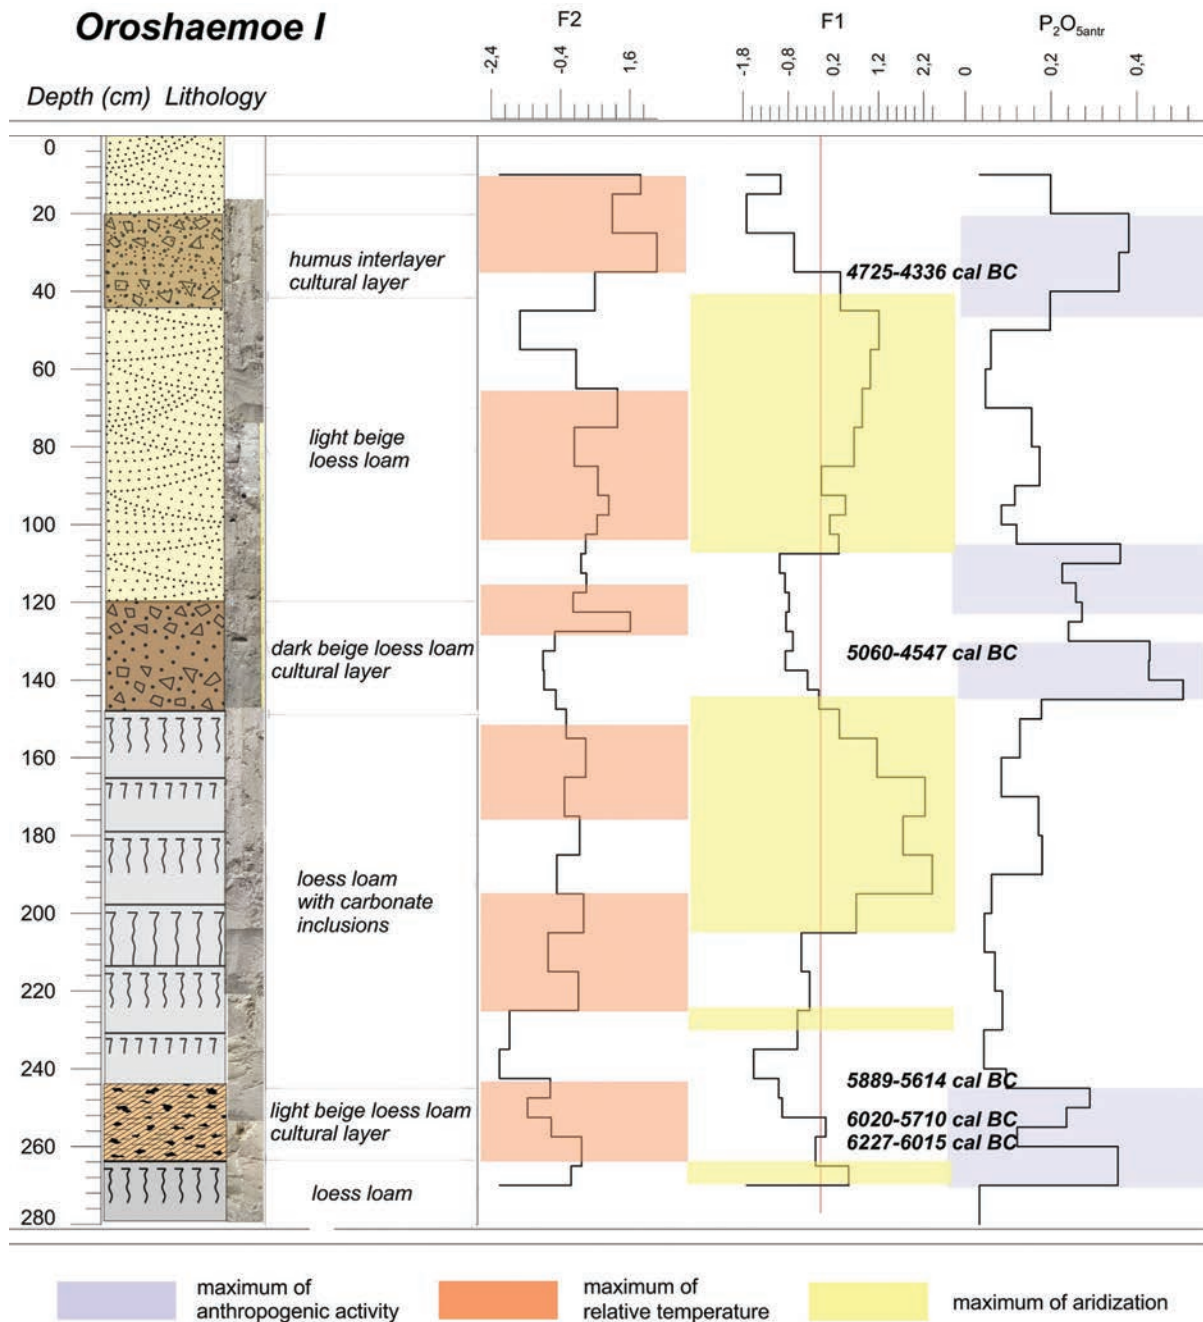 Oroshaemoe I
F2
F1
P2O5antr
Depth (cm) Lithology
-2,4
-0,4
1,6
-1,8
-0,8
0,2
1,2
2,2
0
0,2
0,4
0
20
humus interlayer
cultural layer
4725-4336 cal BC
40
60
light beige
loess loam
80
100
120
dark beige loess loam
cultural layer
5060-4547 cal BC
140
160
180
loess loam
with carbonate
inclusions
200
220
240
5889-5614 cal BC
light beige loess loam
cultural layer
6020-5710 cal BC
260
6227-6015 cal BC
loess loam
280
maximum of
anthropogenic activity
maximum of
relative temperature
maximum of aridization